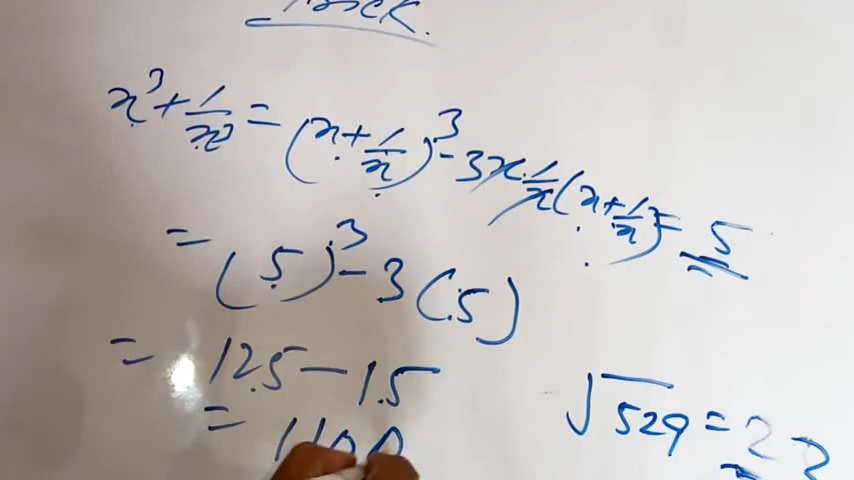 x³ + 1/x³ = (x + 1/x)³ - 3x·1/x(x + 1/x) = 5
= (5)³ - 3(5)
= 125 - 15
= 110
√529 = 23